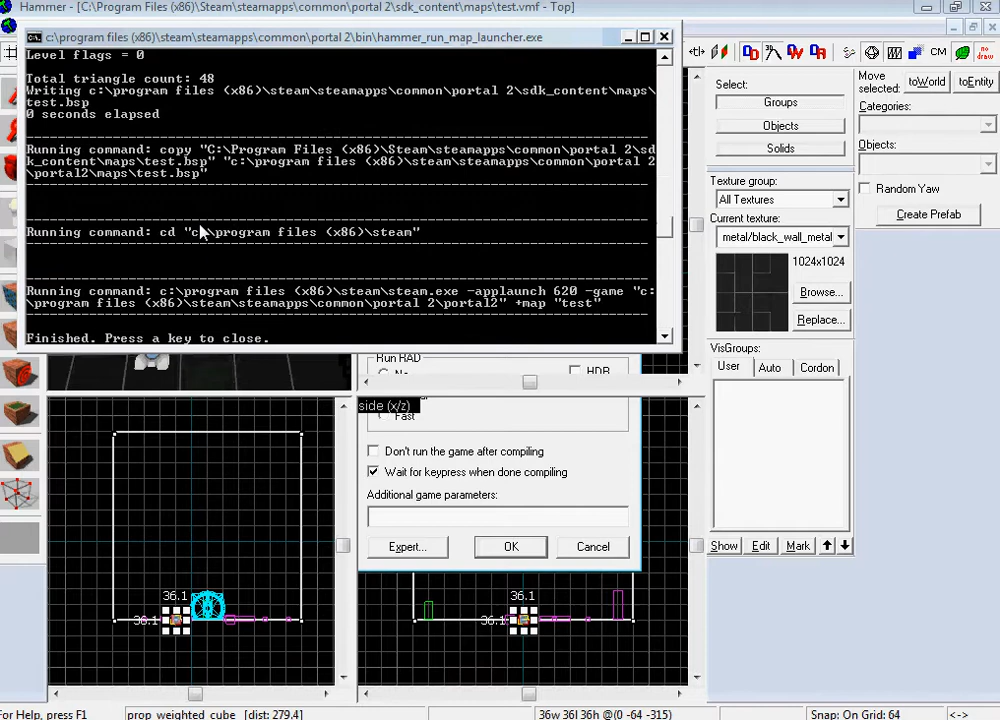 Hammer - [C:\Program Files (x86)\Steam\steamapps\common\portal 2\sdk_content\maps\test.vmf - Top]
c:\program files (x86)\steam\steamapps\common\portal 2\bin\hammer_run_map_launcher.exe
Level flags = 0
Total triangle count: 48
Writing c:\program files (x86)\steam\steamapps\common\portal 2\sdk_content\maps\
test.bsp
0 seconds elapsed
Running command: copy "C:\Program Files (x86)\Steam\steamapps\common\portal 2\sd
k_content\maps\test.bsp" "c:\program files (x86)\steam\steamapps\common\portal 2
\portal2\maps\test.bsp"
Running command: cd "c:\program files (x86)\steam"
Running command: c:\program files (x86)\steam\steam.exe -applaunch 620 -game "c:
\program files (x86)\steam\steamapps\common\portal 2\portal2" +map "test"
Finished. Press a key to close.
CM
no
draw
Select:
Groups
Objects
Solids
Move
selected:
toWorld
toEntity
Categories:
Objects:
Random Yaw
Create Prefab
Texture group:
All Textures
Current texture:
metal/black_wall_metal
1024x1024
Browse...
Replace...
VisGroups:
User
Auto
Cordon
Show
Edit
Mark
Run RAD
No
HDR
side (x/z)
Fast
Don't run the game after compiling
Wait for keypress when done compiling
Additional game parameters:
Expert...
OK
Cancel
36.1
36.1
36.1
36.1
For Help, press F1
prop_weighted_cube [dist: 279.4]
36w 36l 36h @(0 -64 -315)
Snap: On Grid: 64
<->